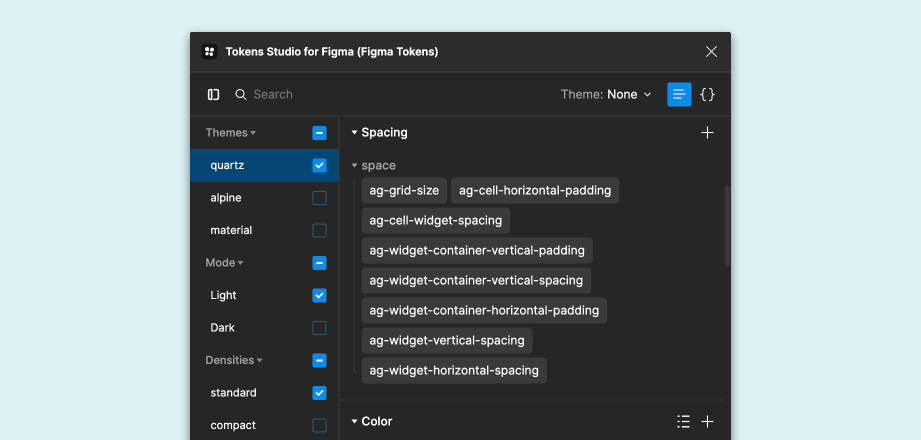 Tokens Studio for Figma (Figma Tokens)
Search
Theme: None
Themes
quartz
alpine
material
Mode
Light
Dark
Densities
standard
compact
Spacing
space
ag-grid-size ag-cell-horizontal-padding
ag-cell-widget-spacing
ag-widget-container-vertical-padding
ag-widget-container-vertical-spacing
ag-widget-container-horizontal-padding
ag-widget-vertical-spacing
ag-widget-horizontal-spacing
Color